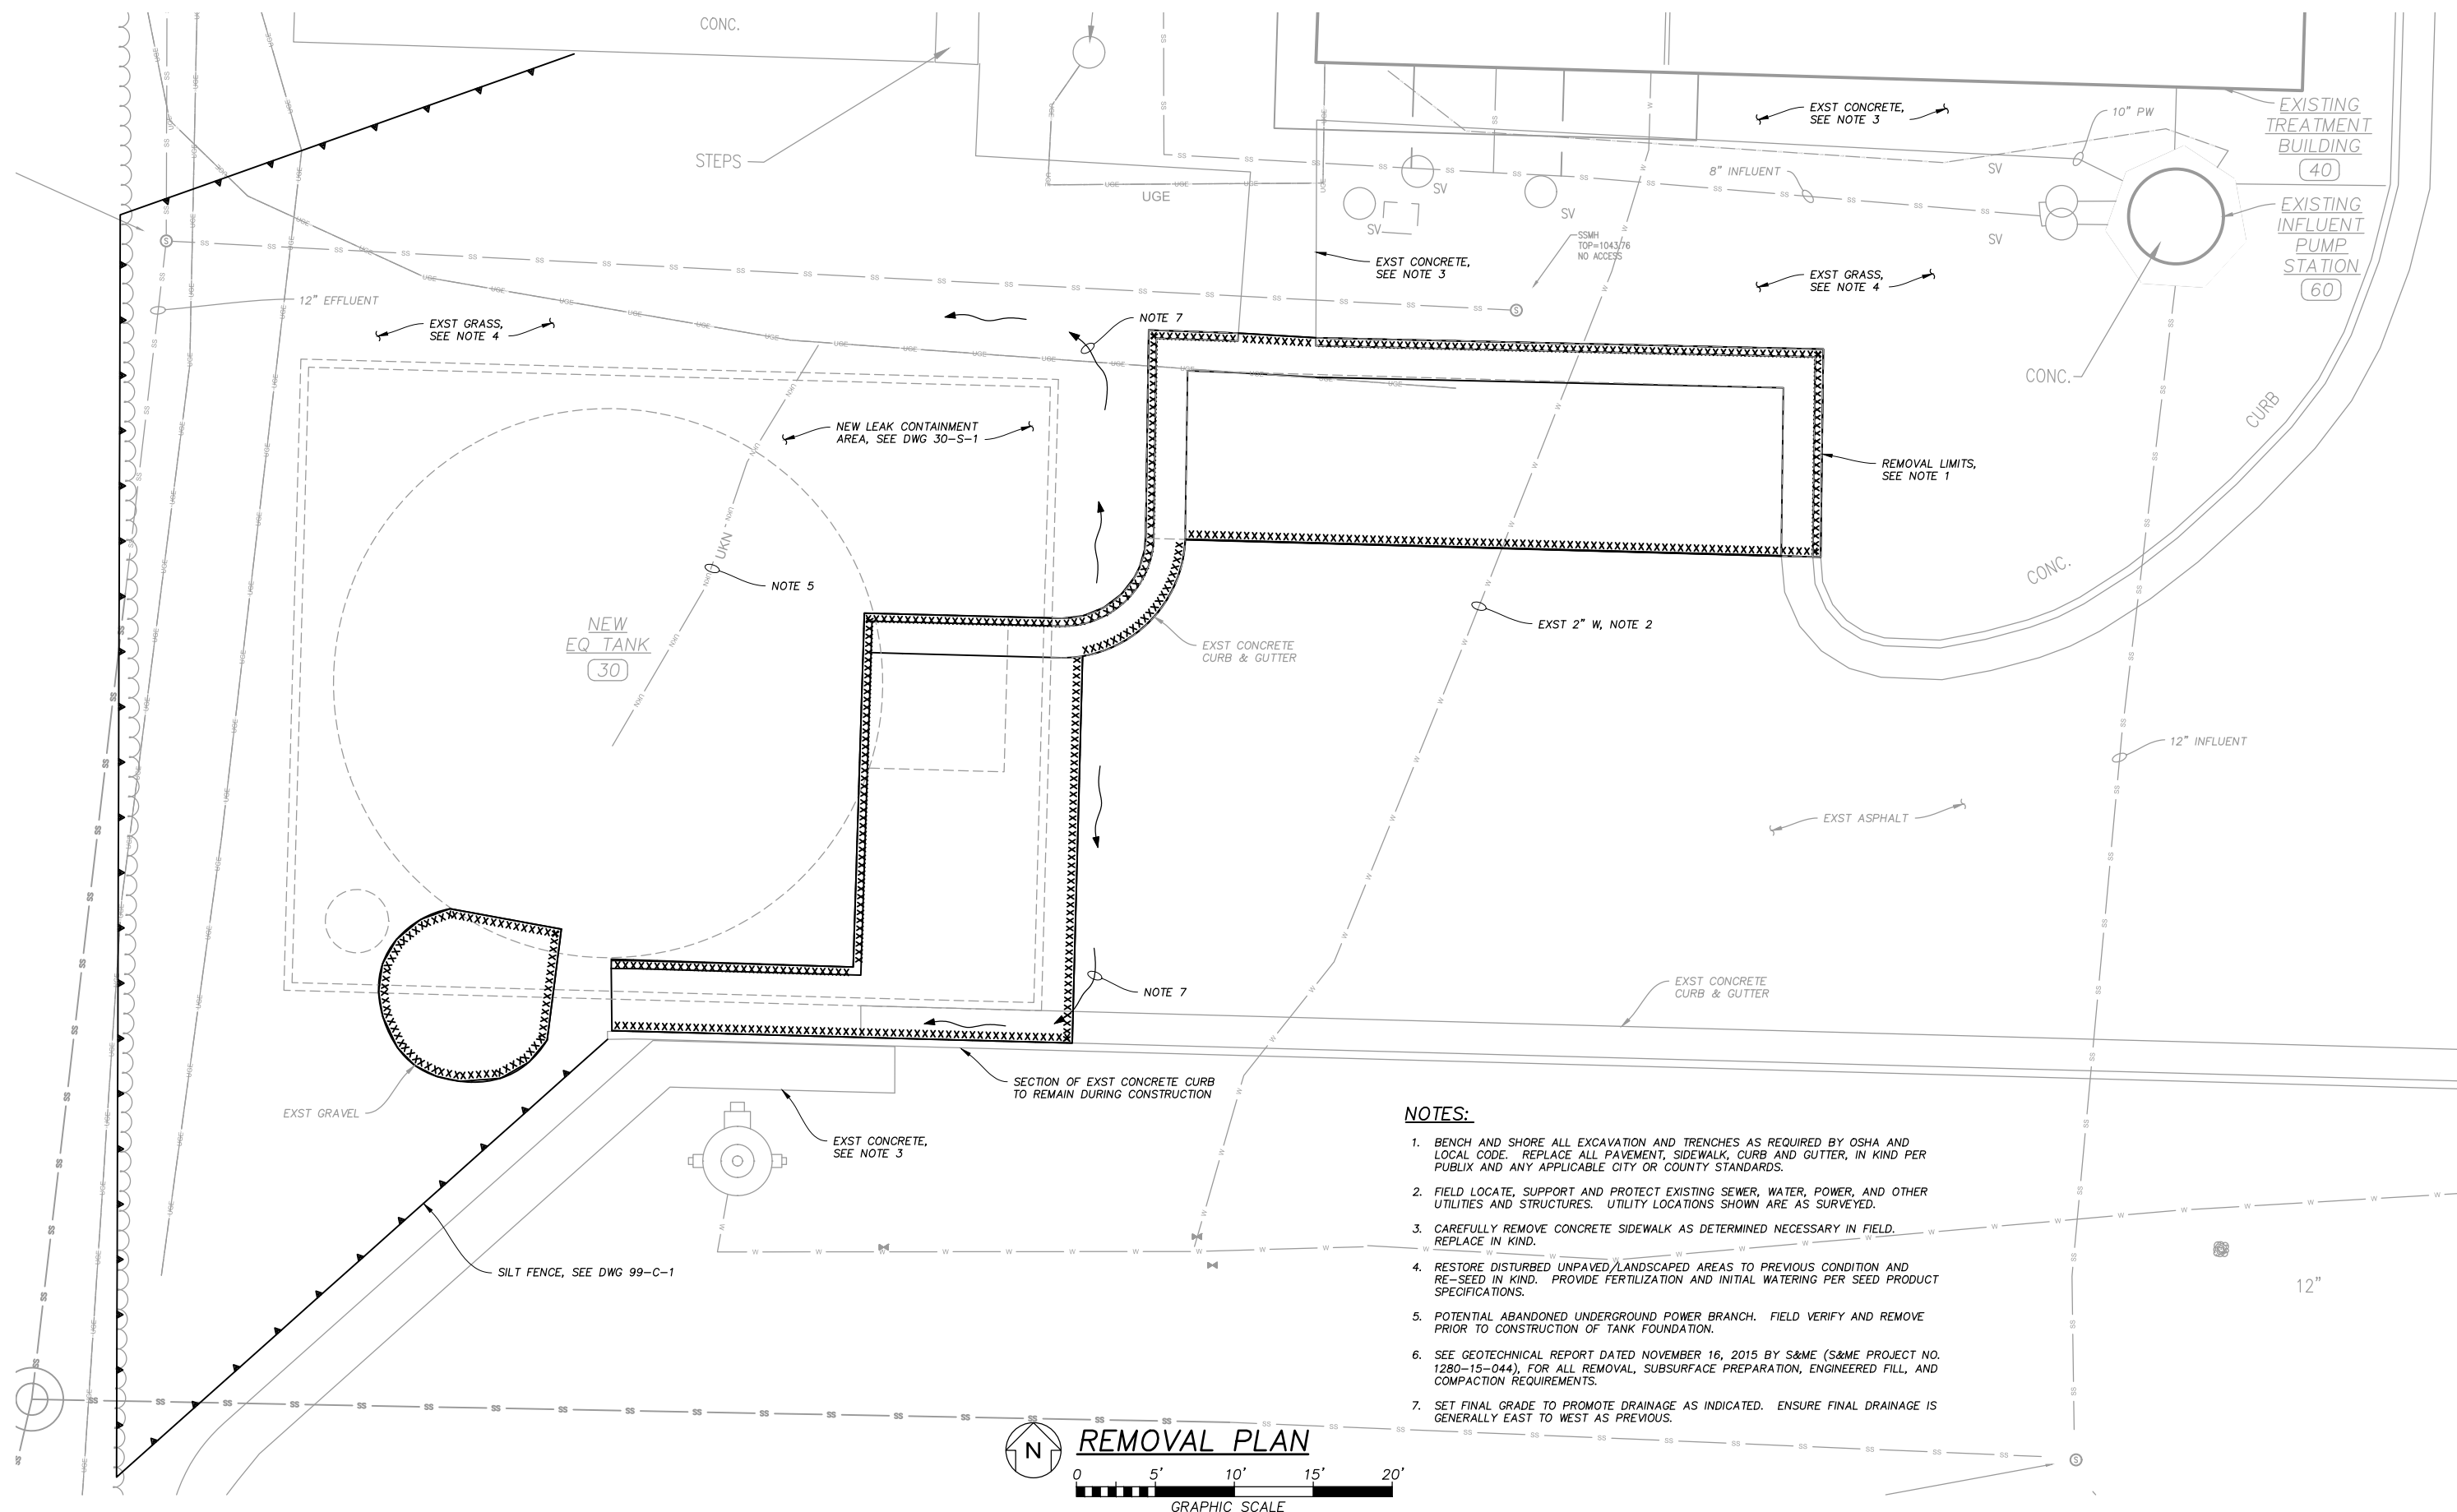 CONC.
STEPS
EXST CONCRETE,
SEE NOTE 3
10" PW
EXISTING
TREATMENT
BUILDING
40
8" INFLUENT
SV
SV
SV
SV
SV
UGE
EXISTING
INFLUENT
PUMP
STATION
60
SSMH
TOP=1043.76
NO ACCESS
EXST CONCRETE,
SEE NOTE 3
EXST GRASS,
SEE NOTE 4
12" EFFLUENT
EXST GRASS,
SEE NOTE 4
NOTE 7
CONC.
CURB
NEW LEAK CONTAINMENT
AREA, SEE DWG 30-S-1
REMOVAL LIMITS,
SEE NOTE 1
UKN
NOTE 5
CONC.
NEW
EQ TANK
30
EXST 2" W, NOTE 2
EXST CONCRETE
CURB & GUTTER
12" INFLUENT
EXST ASPHALT
EXST CONCRETE
CURB & GUTTER
NOTE 7
SECTION OF EXST CONCRETE CURB
TO REMAIN DURING CONSTRUCTION
EXST GRAVEL
EXST CONCRETE,
SEE NOTE 3
SILT FENCE, SEE DWG 99-C-1
12"
NOTES:
1. BENCH AND SHORE ALL EXCAVATION AND TRENCHES AS REQUIRED BY OSHA AND
LOCAL CODE. REPLACE ALL PAVEMENT, SIDEWALK, CURB AND GUTTER, IN KIND PER
PUBLIX AND ANY APPLICABLE CITY OR COUNTY STANDARDS.
2. FIELD LOCATE, SUPPORT AND PROTECT EXISTING SEWER, WATER, POWER, AND OTHER
UTILITIES AND STRUCTURES. UTILITY LOCATIONS SHOWN ARE AS SURVEYED.
3. CAREFULLY REMOVE CONCRETE SIDEWALK AS DETERMINED NECESSARY IN FIELD.
REPLACE IN KIND.
4. RESTORE DISTURBED UNPAVED/LANDSCAPED AREAS TO PREVIOUS CONDITION AND
RE-SEED IN KIND. PROVIDE FERTILIZATION AND INITIAL WATERING PER SEED PRODUCT
SPECIFICATIONS.
5. POTENTIAL ABANDONED UNDERGROUND POWER BRANCH. FIELD VERIFY AND REMOVE
PRIOR TO CONSTRUCTION OF TANK FOUNDATION.
6. SEE GEOTECHNICAL REPORT DATED NOVEMBER 16, 2015 BY S&ME (S&ME PROJECT NO.
1280-15-044), FOR ALL REMOVAL, SUBSURFACE PREPARATION, ENGINEERED FILL, AND
COMPACTION REQUIREMENTS.
7. SET FINAL GRADE TO PROMOTE DRAINAGE AS INDICATED. ENSURE FINAL DRAINAGE IS
GENERALLY EAST TO WEST AS PREVIOUS.
N
REMOVAL PLAN
0 5' 10' 15' 20'
GRAPHIC SCALE